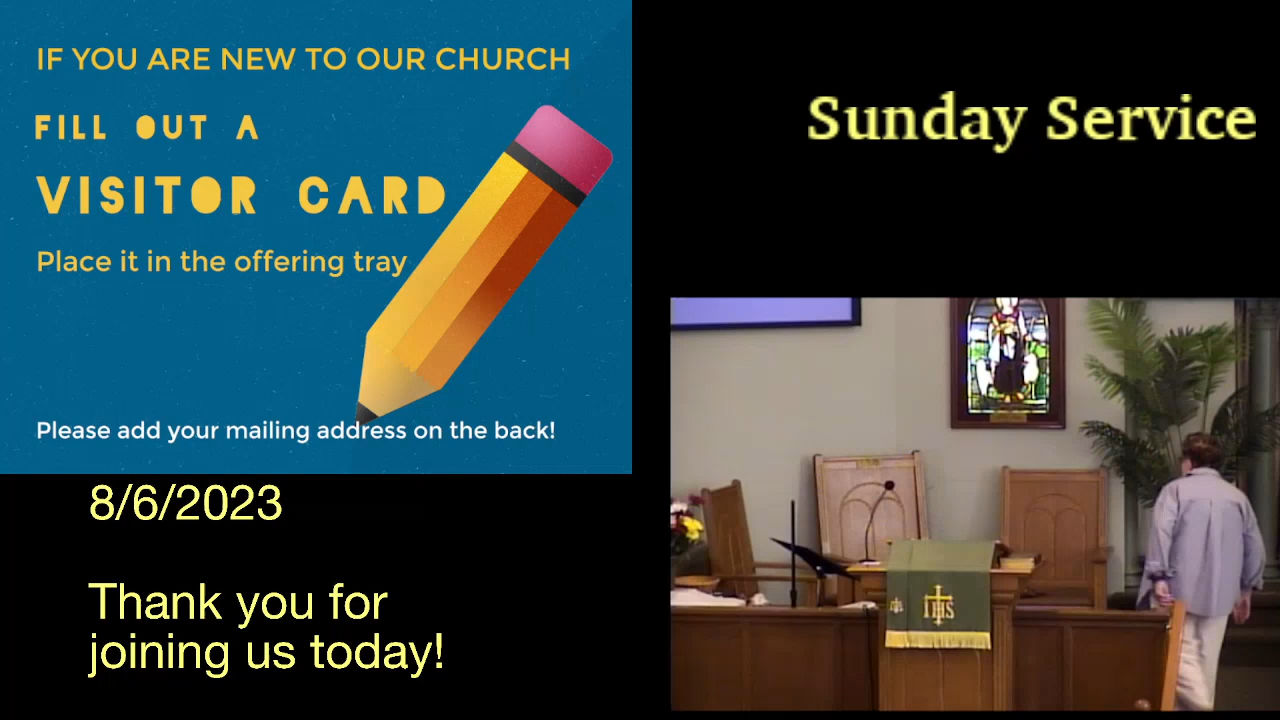 IF YOU ARE NEW TO OUR CHURCH
FILL OUT A
VISITOR CARD
Place it in the offering tray
Please add your mailing address on the back!
8/6/2023
Thank you for
joining us today!
Sunday Service
IHS